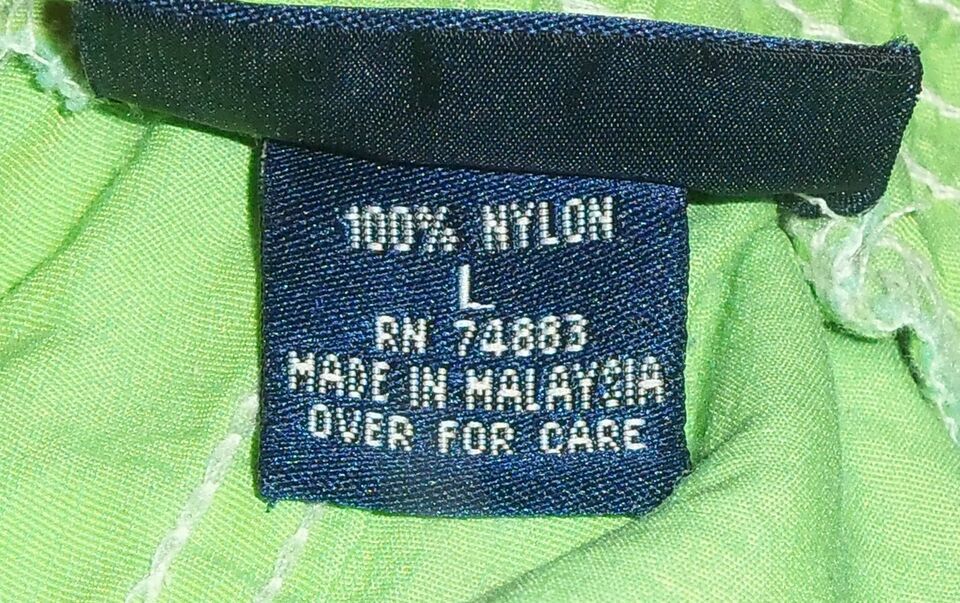 100% NYLON
L
RN 74883
MADE IN MALAYSIA
OVER FOR CARE